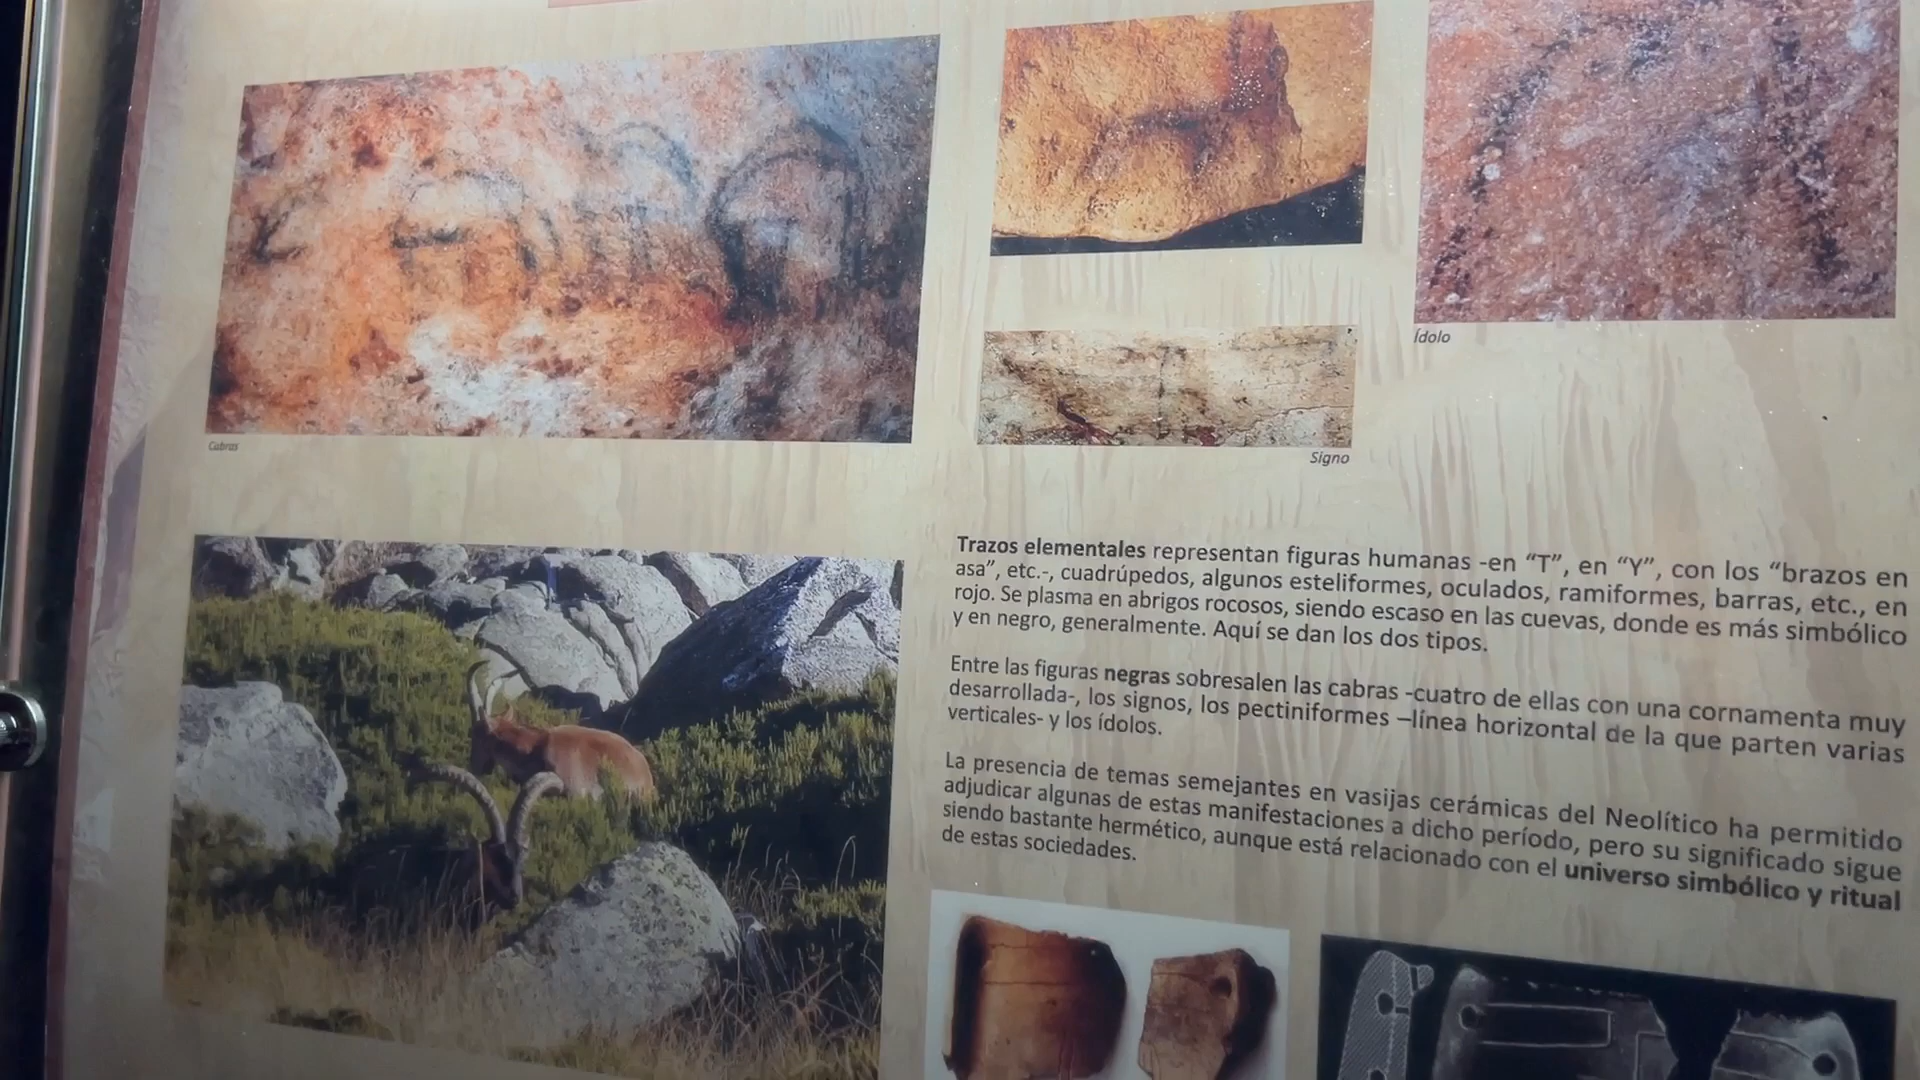 Cabras
Ídolo
Signo
Trazos elementales representan figuras humanas -en “T”, en “Y”, con los “brazos en
asa”, etc.-, cuadrúpedos, algunos esteliformes, oculados, ramiformes, barras, etc., en
rojo. Se plasma en abrigos rocosos, siendo escaso en las cuevas, donde es más simbólico
y en negro, generalmente. Aquí se dan los dos tipos.
Entre las figuras negras sobresalen las cabras -cuatro de ellas con una cornamenta muy
desarrollada-, los signos, los pectiniformes –línea horizontal de la que parten varias
verticales- y los ídolos.
La presencia de temas semejantes en vasijas cerámicas del Neolítico ha permitido
adjudicar algunas de estas manifestaciones a dicho período, pero su significado sigue
siendo bastante hermético, aunque está relacionado con el universo simbólico y ritual
de estas sociedades.